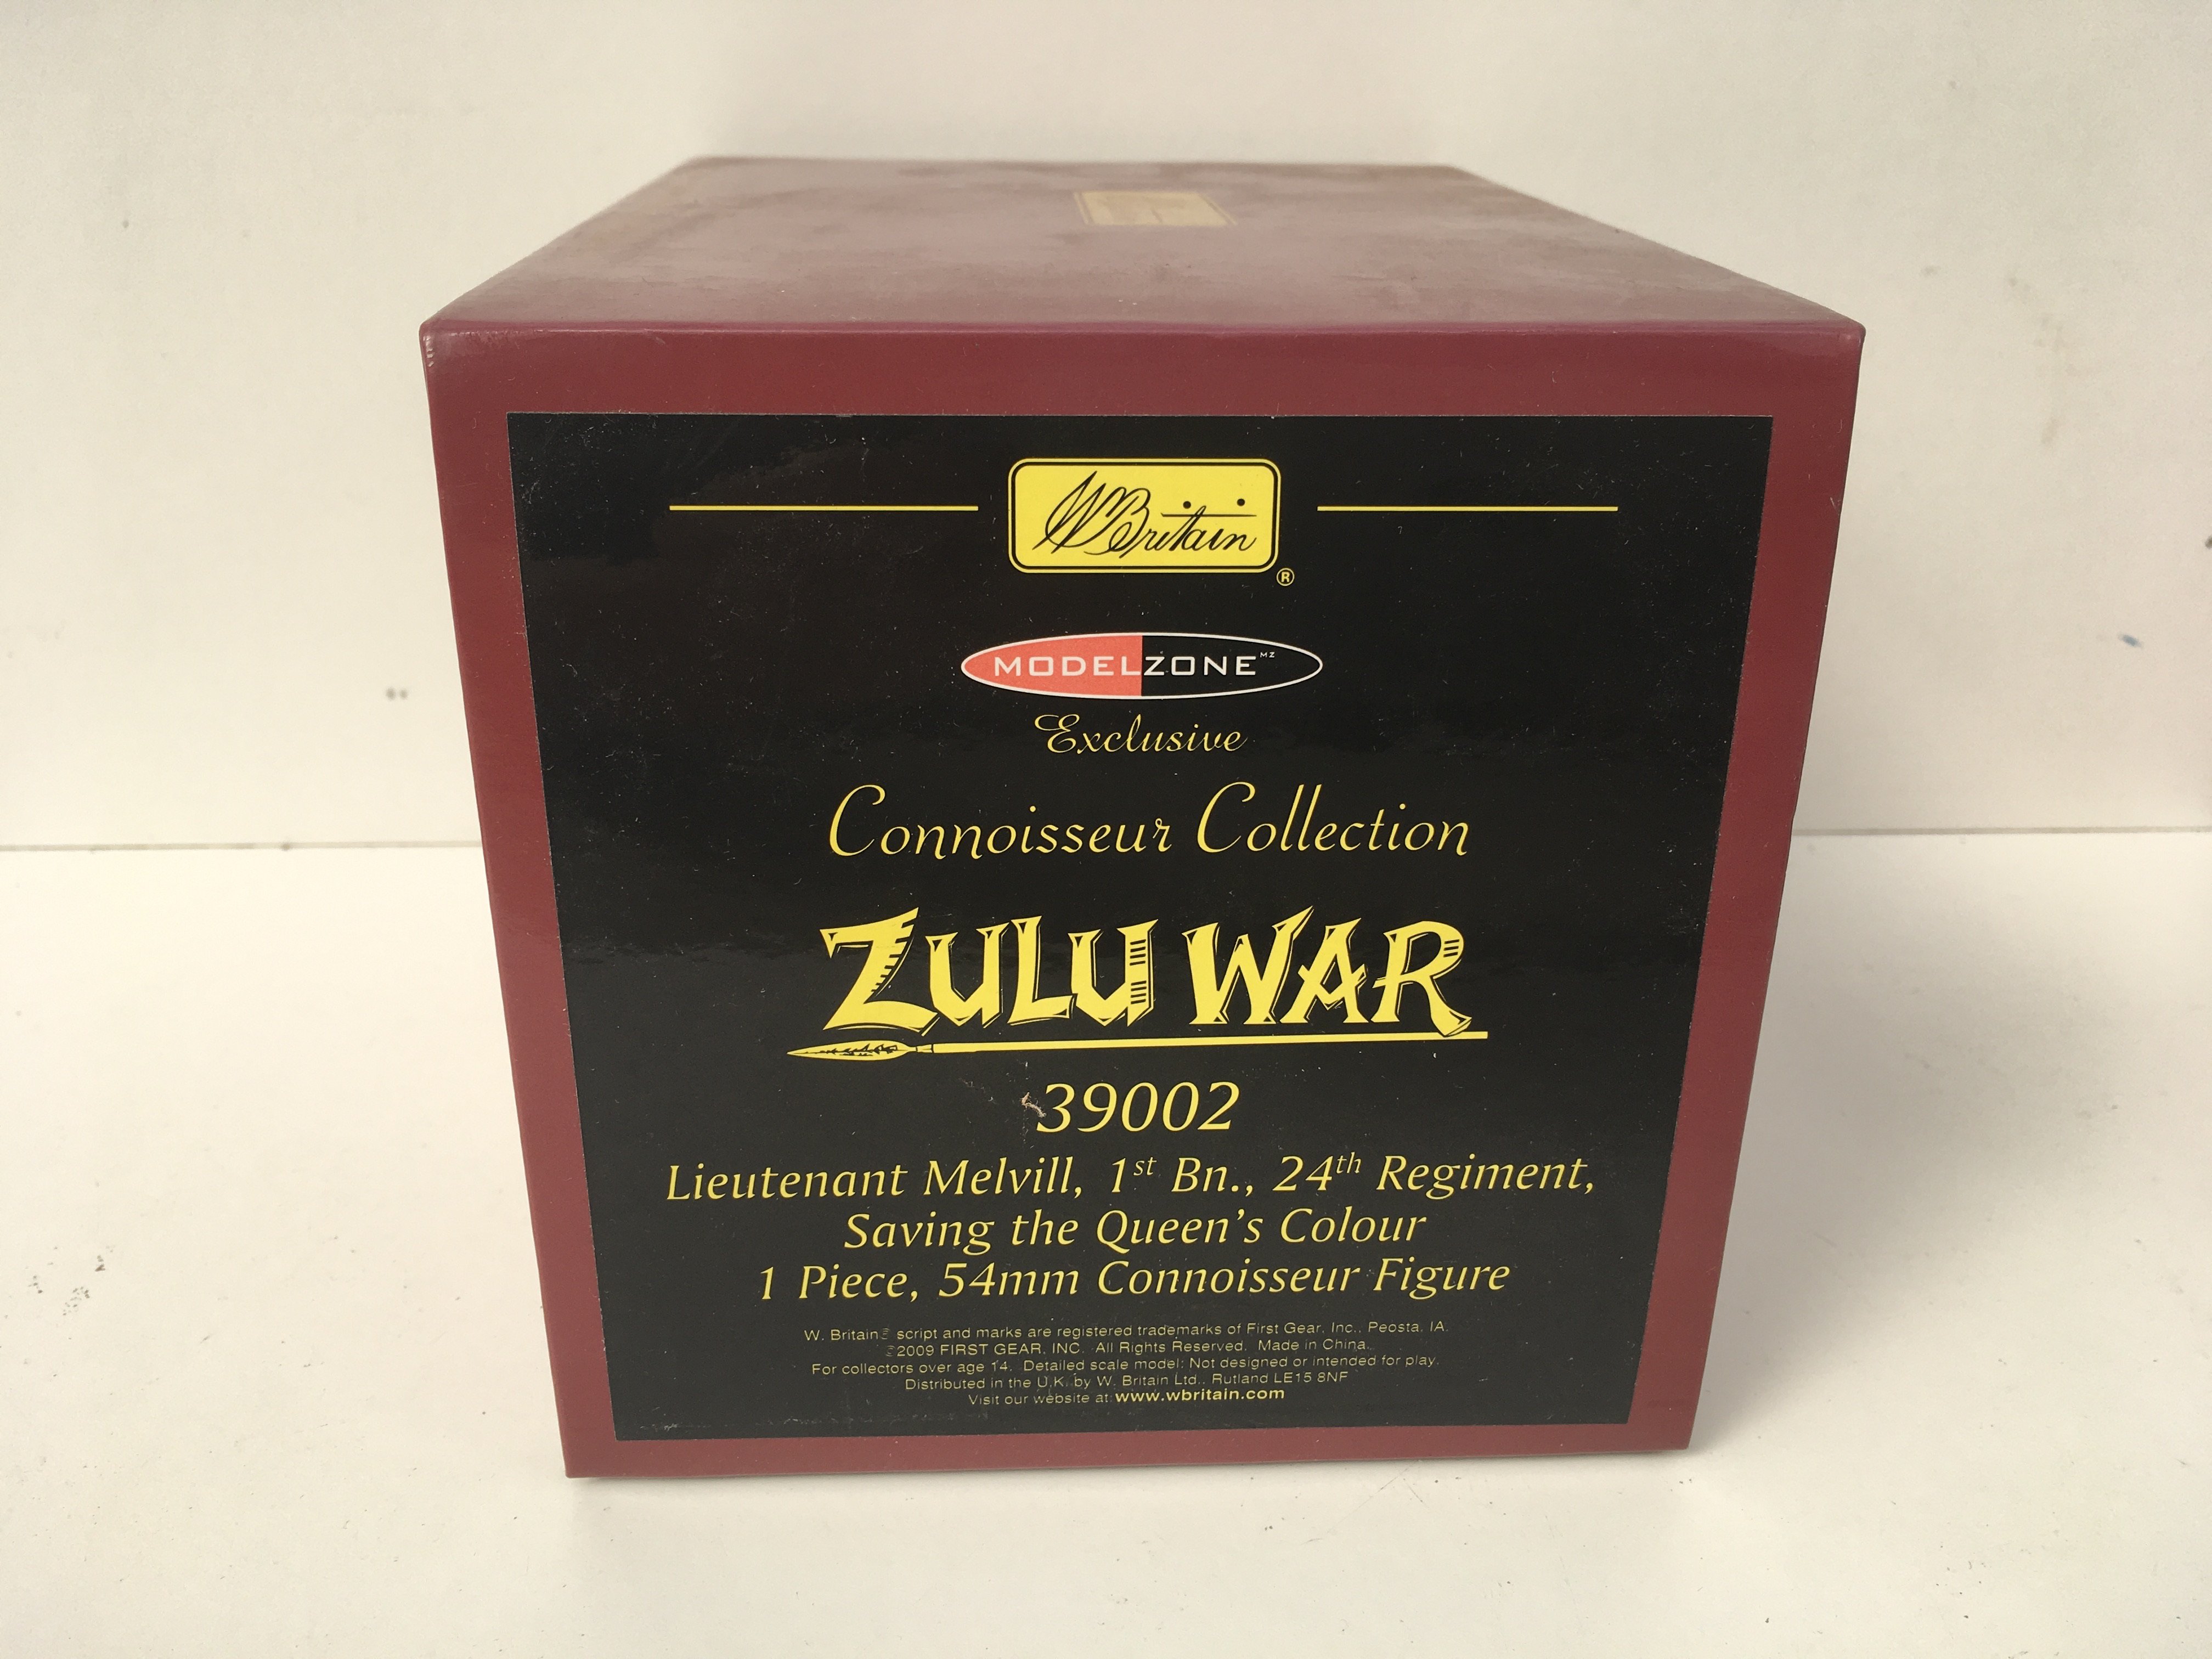 W Britain
®
MODELZONE MZ
Exclusive
Connoisseur Collection
ZULU WAR
39002
Lieutenant Melvill, 1st Bn., 24th Regiment,
Saving the Queen's Colour
1 Piece, 54mm Connoisseur Figure
W. Britain script and marks are registered trademarks of First Gear, Inc., Peosta, IA.
2009 FIRST GEAR, INC. All Rights Reserved. Made in China.
For collectors over age 14. Detailed scale model: Not designed or intended for play.
Distributed in the U.K. by W. Britain Ltd., Rutland LE15 8NF
Visit our website at: www.wbritain.com